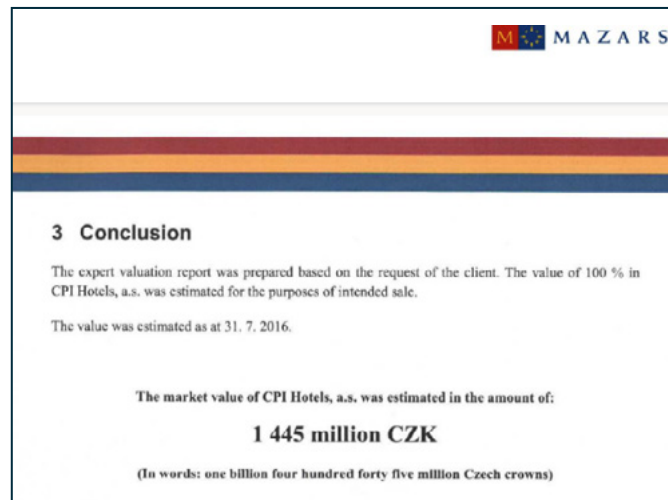 M MAZARS
3 Conclusion
The expert valuation report was prepared based on the request of the client. The value of 100 % in
CPI Hotels, a.s. was estimated for the purposes of intended sale.
The value was estimated as at 31. 7. 2016.
The market value of CPI Hotels, a.s. was estimated in the amount of:
1 445 million CZK
(In words: one billion four hundred forty five million Czech crowns)